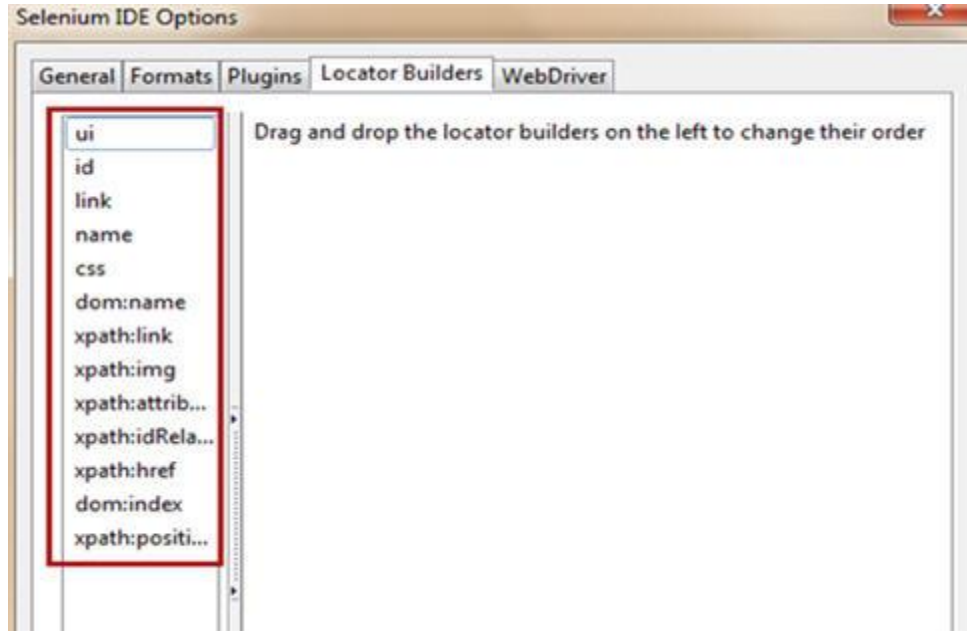 Selenium IDE Options
General Formats Plugins Locator Builders WebDriver
ui
Drag and drop the locator builders on the left to change their order
id
link
name
css
dom:name
xpath:link
xpath:img
xpath:attrib...
xpath:idRela...
xpath:href
dom:index
xpath:positi...